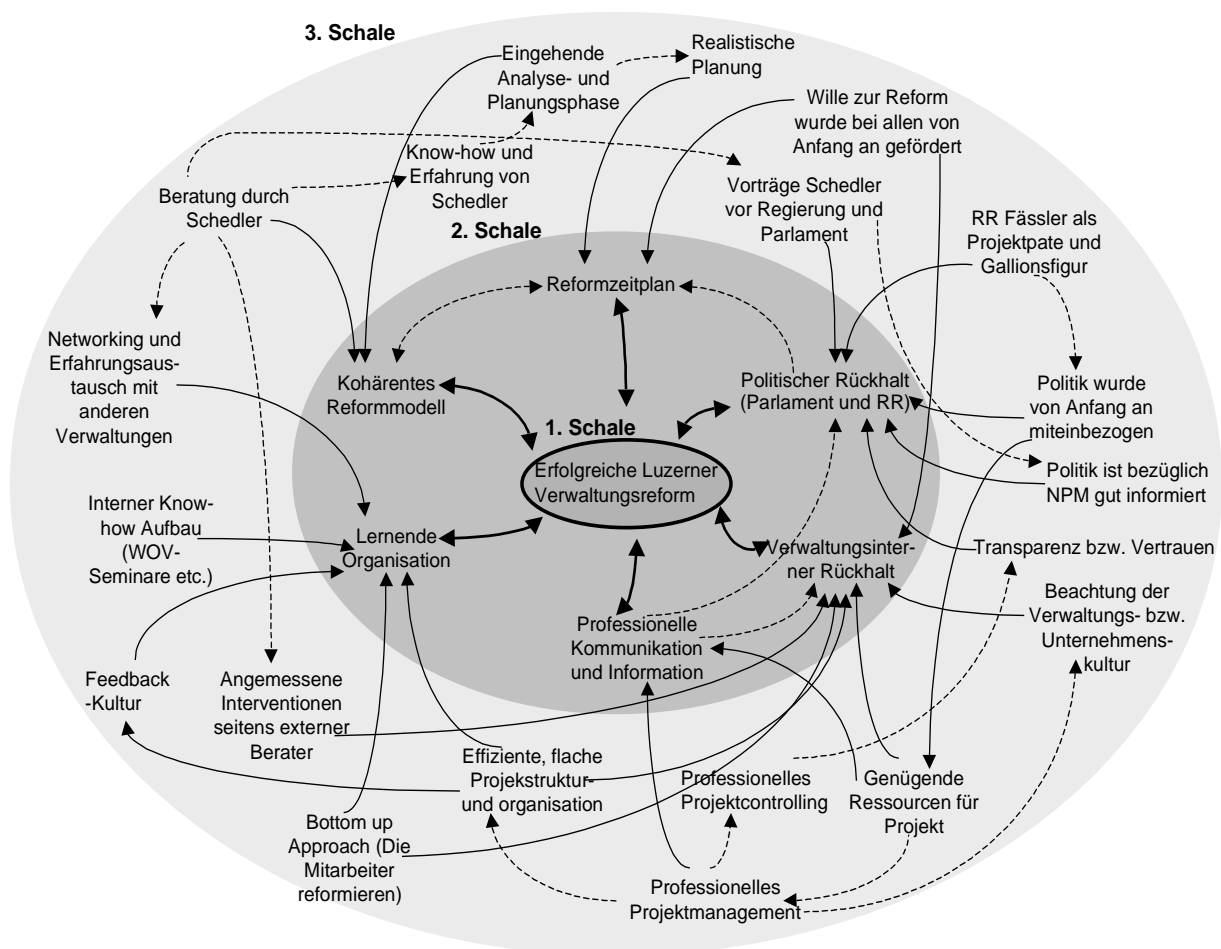 3. Schale
Eingehende
Analyse- und
Planungsphase
Realistische
Planung
Wille zur Reform
wurde bei allen von
Anfang an gefördert
Know-how und
Erfahrung von
Schedler
Beratung durch
Schedler
Vorträge Schedler
vor Regierung und
Parlament
RR Fässler als
Projektpate und
Gallionsfigur
2. Schale
Reformzeitplan
Networking und
Erfahrungsaus-
tausch mit
anderen
Verwaltungen
Kohärentes
Reformmodell
Politischer Rückhalt
(Parlament und RR)
Politik wurde
von Anfang an
miteinbezogen
1. Schale
Erfolgreiche Luzerner
Verwaltungsreform
Politik ist bezüglich
NPM gut informiert
Interner Know-
how Aufbau
(WOV-
Seminare etc.)
Lernende
Organisation
Verwaltungsinter-
ner Rückhalt
Transparenz bzw. Vertrauen
Beachtung der
Verwaltungs- bzw.
Unternehmens-
kultur
Professionelle
Kommunikation
und Information
Feedback
-Kultur
Angemessene
Interventionen
seitens externer
Berater
Effiziente, flache
Projekstruktur-
und organisation
Professionelles
Projektcontrolling
Genügende
Ressourcen für
Projekt
Bottom up
Approach (Die
Mitarbeiter
reformieren)
Professionelles
Projektmanagement